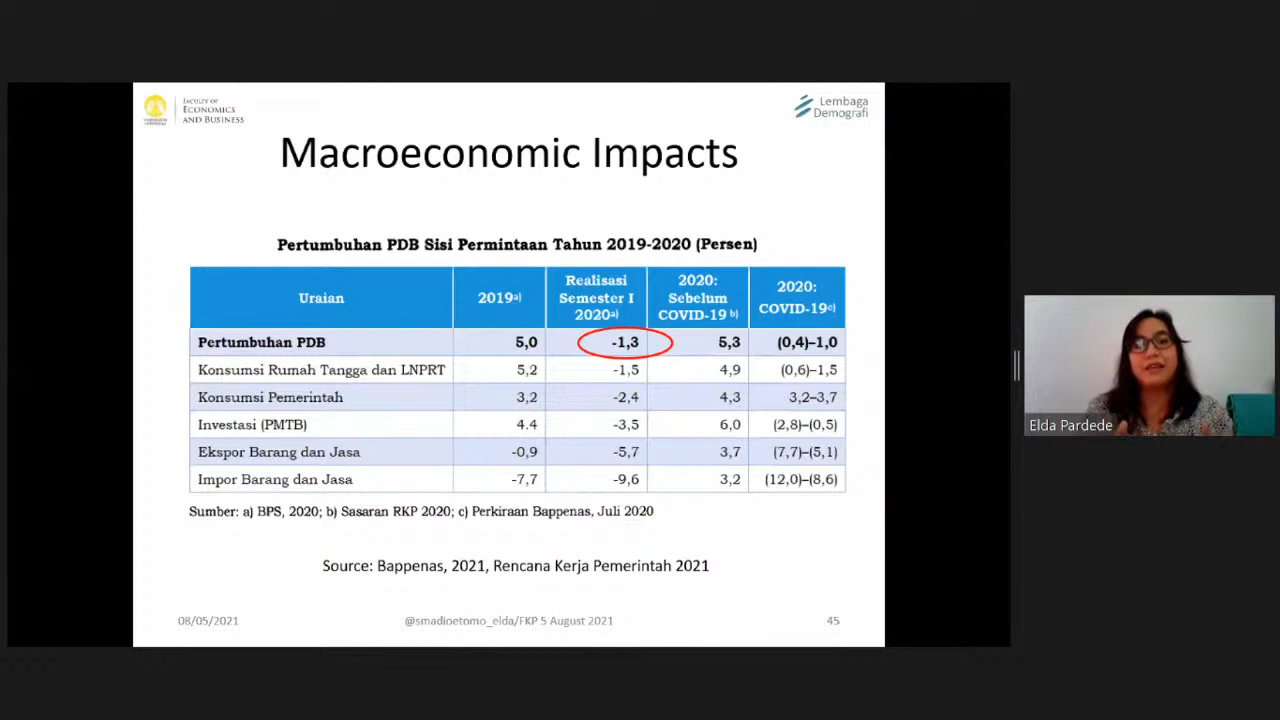 FACULTY OF
ECONOMICS
AND BUSINESS
Lembaga
Demografi
Macroeconomic Impacts
Pertumbuhan PDB Sisi Permintaan Tahun 2019-2020 (Persen)
Uraian 2019a) Realisasi Semester I 2020a) 2020: Sebelum COVID-19 b) 2020: COVID-19c)
Pertumbuhan PDB 5,0 -1,3 5,3 (0,4)–1,0
Konsumsi Rumah Tangga dan LNPRT 5,2 -1,5 4,9 (0,6)–1,5
Konsumsi Pemerintah 3,2 -2,4 4,3 3,2–3,7
Investasi (PMTB) 4.4 -3,5 6,0 (2,8)–(0,5)
Ekspor Barang dan Jasa -0,9 -5,7 3,7 (7,7)–(5,1)
Impor Barang dan Jasa -7,7 -9,6 3,2 (12,0)–(8,6)
Sumber: a) BPS, 2020; b) Sasaran RKP 2020; c) Perkiraan Bappenas, Juli 2020
Source: Bappenas, 2021, Rencana Kerja Pemerintah 2021
08/05/2021 @smadioetomo_elda/FKP 5 August 2021 45
Elda Pardede